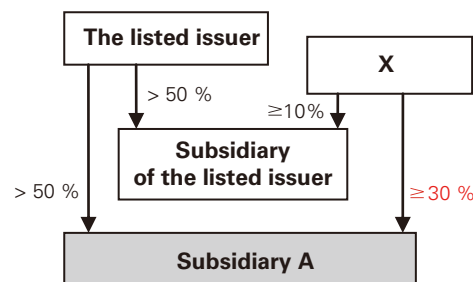 The listed issuer
X
> 50 %
≥10%
Subsidiary
of the listed issuer
> 50 %
≥30 %
Subsidiary A